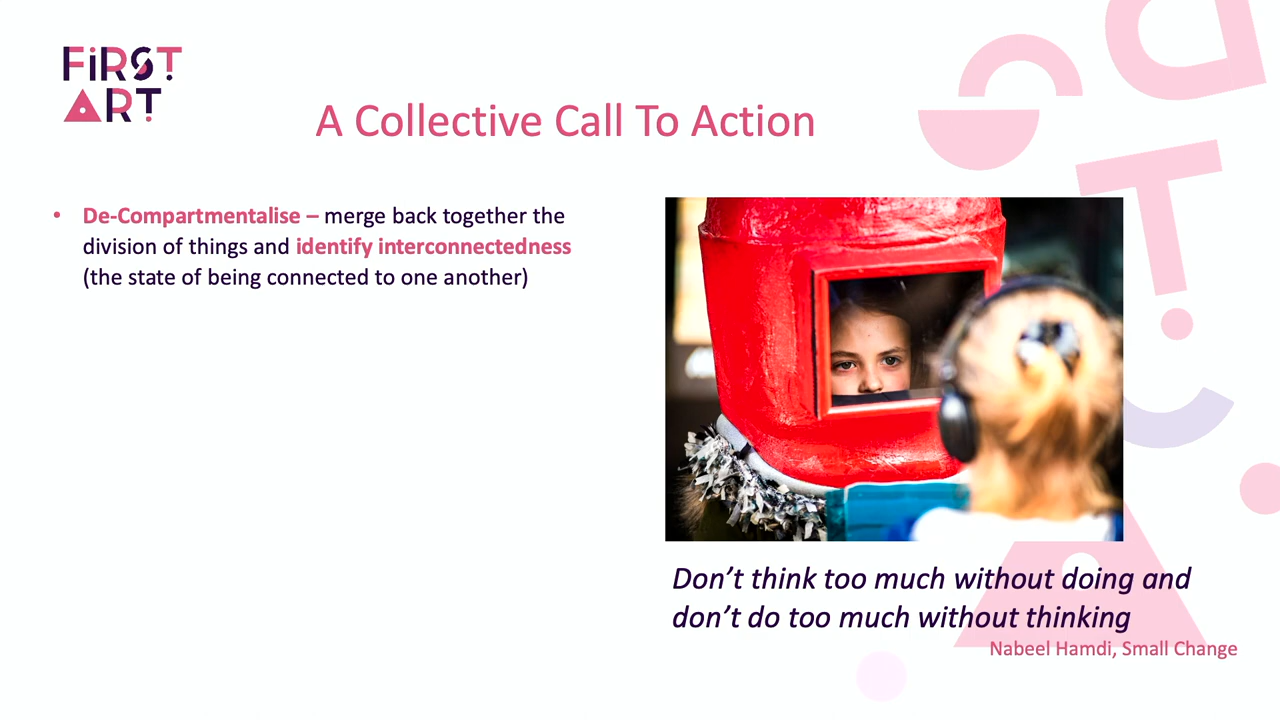 FiRST
ART
A Collective Call To Action
• De-Compartmentalise – merge back together the
division of things and identify interconnectedness
(the state of being connected to one another)
Don't think too much without doing and
don't do too much without thinking
Nabeel Hamdi, Small Change